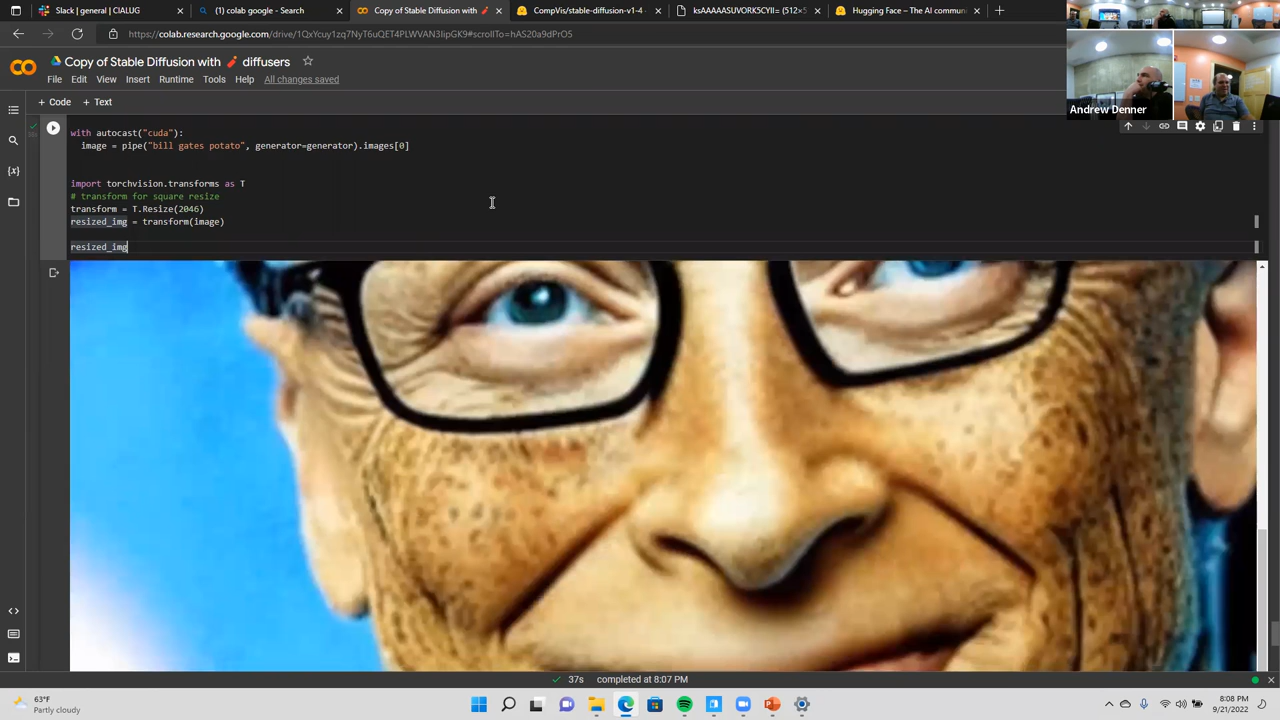 Slack | general | CIALUG
(1) colab google - Search
Copy of Stable Diffusion with
CompVis/stable-diffusion-v1-4
Hugging Face – The AI comm
Copy of Stable Diffusion with 🧨 diffusers
File Edit View Insert Runtime Tools Help All changes saved
+ Code + Text
with autocast("cuda"):
image = pipe("bill gates potato", generator=generator).images[0]
import torchvision.transforms as T
# transform for square resize
transform = T.Resize(2046)
resized_img = transform(image)
resized_img
Andrew Denner
37s completed at 8:07 PM
63°F
Partly cloudy
8:08 PM
9/21/2022